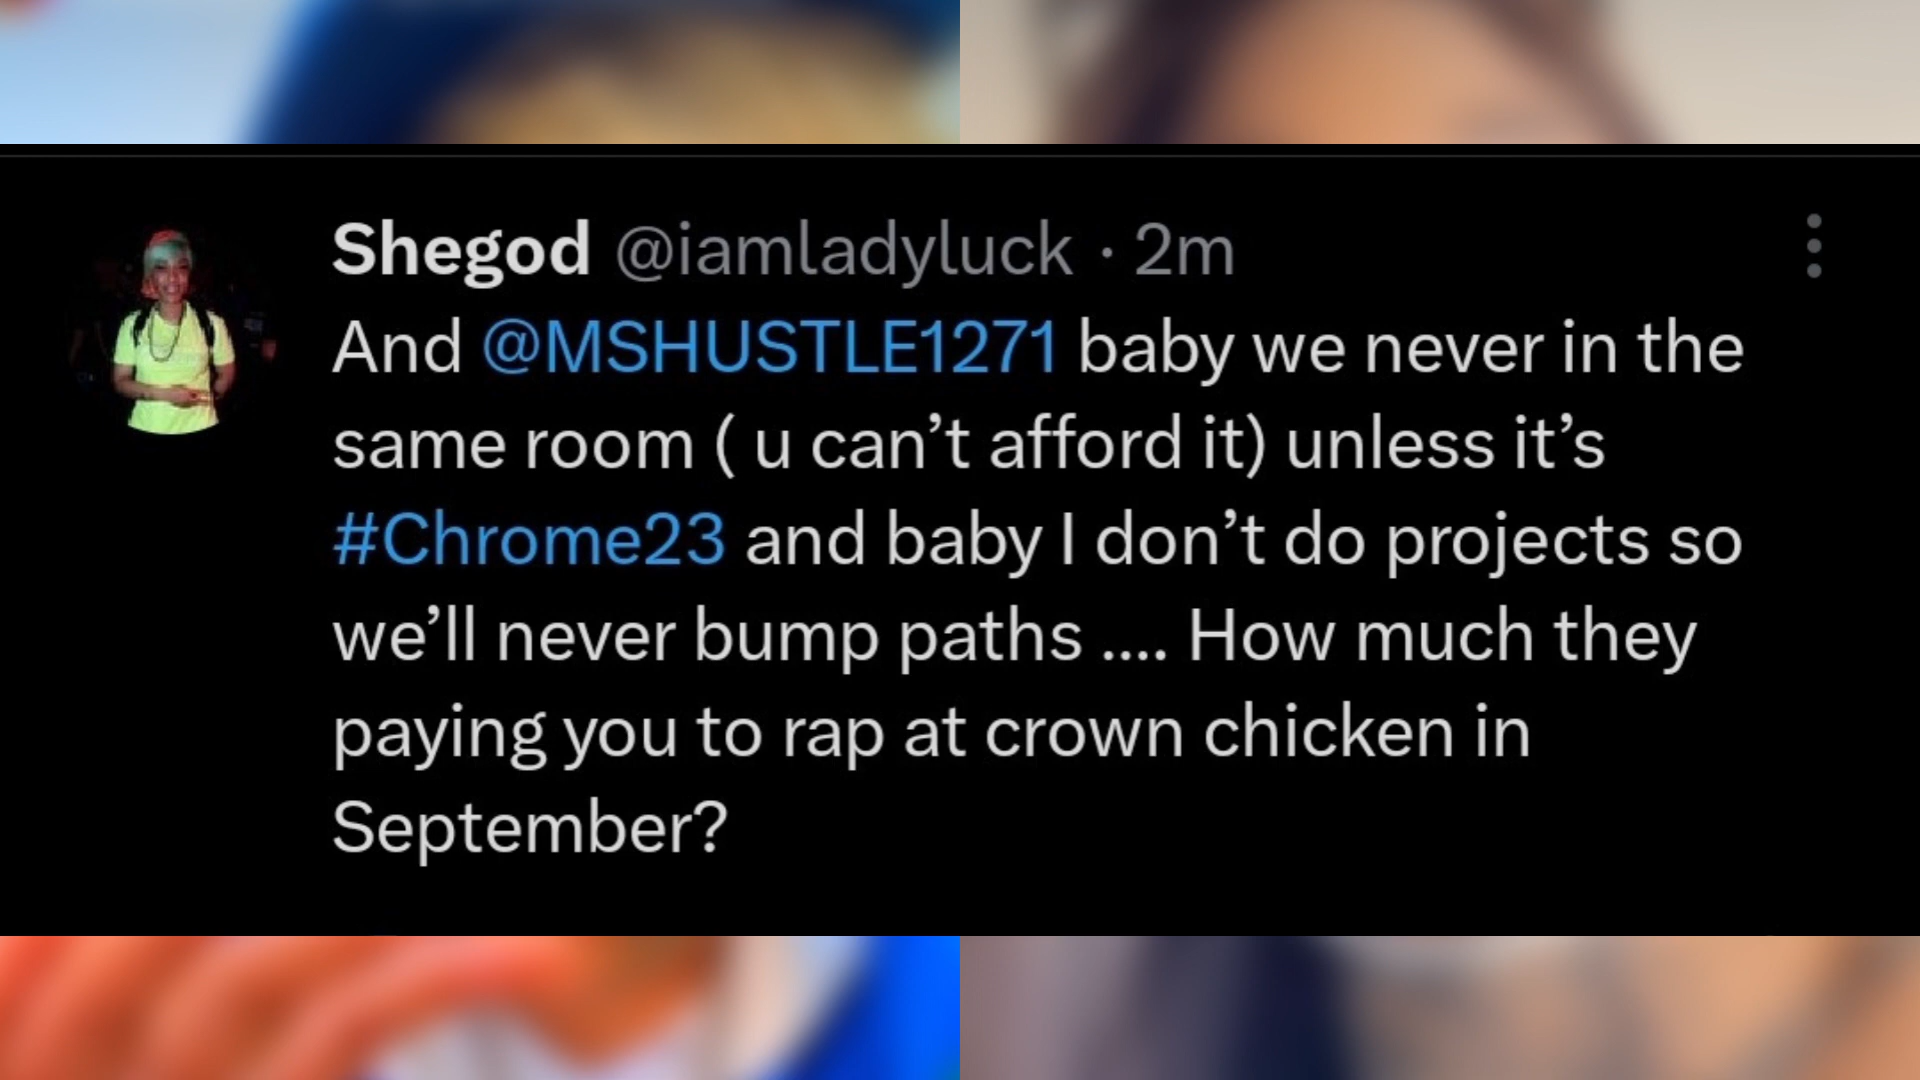 Shegod @iamladyluck · 2m
And @MSHUSTLE1271 baby we never in the
same room ( u can’t afford it) unless it’s
#Chrome23 and baby I don’t do projects so
we’ll never bump paths .... How much they
paying you to rap at crown chicken in
September?